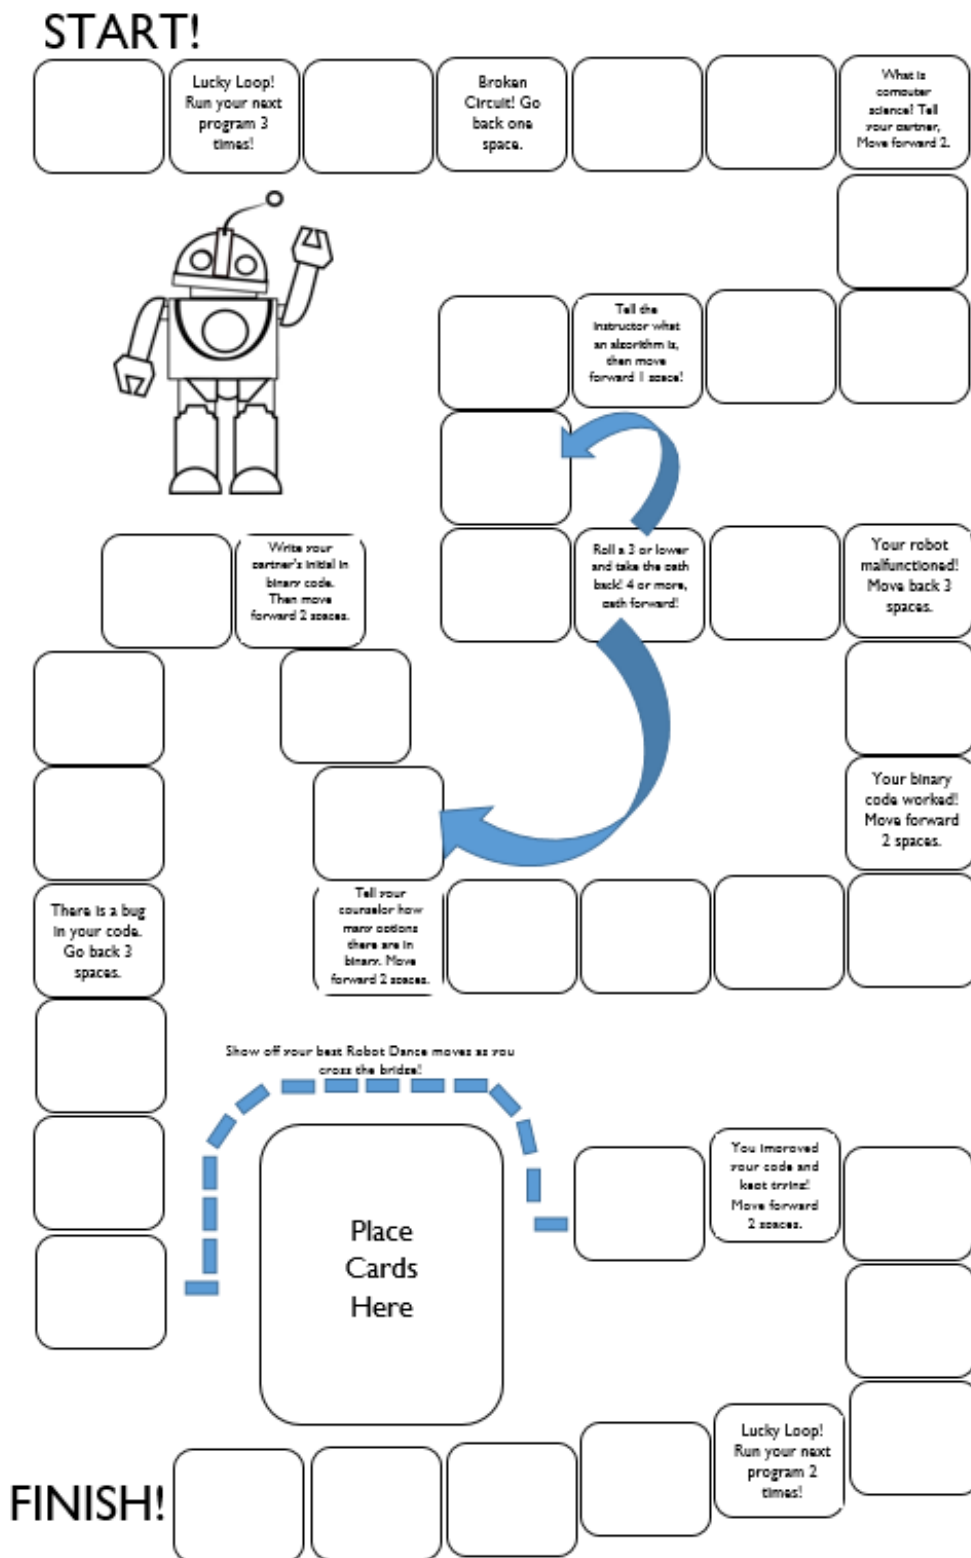 START!
Lucky Loop!
Run your next
program 3
times!
Broken
Circuit! Go
back one
space.
What is
computer
science? Tell
your partner,
Move forward 2.
Tell the
instructor what
an algorithm is,
then move
forward 1 space!
Roll a 3 or lower
and take the path
back! 4 or more,
path forward!
Your robot
malfunctioned!
Move back 3
spaces.
Write your
partner's initial in
binary code.
Then move
forward 2 spaces.
Your binary
code worked!
Move forward
2 spaces.
Tell your
counselor how
many options
there are in
binary. Move
forward 2 spaces.
There is a bug
in your code.
Go back 3
spaces.
Show off your best Robot Dance moves as you
cross the bridge!
You improved
your code and
kept trying!
Move forward
2 spaces.
Place
Cards
Here
Lucky Loop!
Run your next
program 2
times!
FINISH!